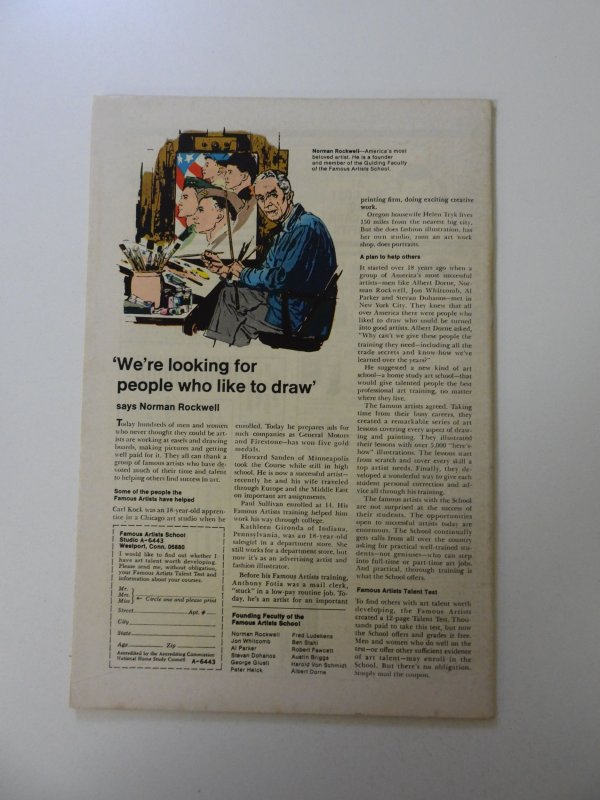 Norman Rockwell—America's most
beloved artist. He is a founder
and member of the Guiding Faculty
of the Famous Artists School.
'We're looking for
people who like to draw'
says Norman Rockwell
Today hundreds of men and women
who never thought they could be art-
ists are working at easels and drawing
boards, making pictures and getting
well paid for it. They all can thank a
group of famous artists who have de-
voted much of their time and talent
to helping others find success in art.
Some of the people the
Famous Artists have helped
Carl Kock was an 18-year-old appren-
tice in a Chicago art studio when he
Famous Artists School
Studio A-6443
Westport, Conn. 06880
I would like to find out whether I
have art talent worth developing.
Please send me, without obligation,
your Famous Artists Talent Test and
information about your courses.
Mr.
Mrs.
Miss
Circle one and please print
Street Apt. #
City
State
Age Zip
Accredited by the Accrediting Commission
National Home Study Council A-6443
enrolled. Today he prepares ads for
such companies as General Motors
and Firestone—has won five gold
medals.
Howard Sanden of Minneapolis
took the Course while still in high
school. He is now a successful artist—
recently he and his wife traveled
through Europe and the Middle East
on important art assignments.
Paul Sullivan enrolled at 14. His
Famous Artists training helped him
work his way through college.
Kathleen Gironda of Indiana,
Pennsylvania, was an 18-year-old
salesgirl in a department store. She
still works for a department store, but
now it's as an advertising artist and
fashion illustrator.
Before his Famous Artists training,
Anthony Fotia was a mail clerk,
"stuck" in a low-pay routine job. To-
day, he's an artist for an important
Founding Faculty of the
Famous Artists School
Norman Rockwell
Jon Whitcomb
Al Parker
Stevan Dohanos
George Giusti
Peter Helck
Fred Ludekens
Ben Stahl
Robert Fawcett
Austin Briggs
Harold Von Schmidt
Albert Dorne
printing firm, doing exciting creative
work.
Oregon housewife Helen Tryk lives
150 miles from the nearest big city.
But she does fashion illustration, has
her own studio, runs an art work
shop, does portraits.
A plan to help others
It started over 18 years ago when a
group of America's most successful
artists—men like Albert Dorne, Nor-
man Rockwell, Jon Whitcomb, Al
Parker and Stevan Dohanos—met in
New York City. They knew that all
over America there were people who
liked to draw who could be turned
into good artists. Albert Dorne asked,
"Why can't we give these people the
training they need—including all the
trade secrets and know-how we've
learned over the years?"
He suggested a new kind of art
school—a home study art school—that
would give talented people the best
professional art training, no matter
where they live.
The famous artists agreed. Taking
time from their busy careers, they
created a remarkable series of art
lessons covering every aspect of draw-
ing and painting. They illustrated
their lessons with over 5,000 "here's
how" illustrations. The lessons start
from scratch and cover every skill a
top artist needs. Finally, they de-
veloped a wonderful way to give each
student personal correction and ad-
vice all through his training.
The famous artists with the School
are not surprised at the success of
their students. The opportunities
open to successful artists today are
enormous. The School continually
gets calls from all over the country
asking for practical well-trained stu-
dents—not geniuses—who can step
into full-time or part-time art jobs.
And practical, thorough training is
what the School offers.
Famous Artists Talent Test
To find others with art talent worth
developing, the Famous Artists
created a 12-page Talent Test. Thou-
sands paid to take this test, but now
the School offers and grades it free.
Men and women who do well on the
test—or offer other sufficient evidence
of art talent—may enroll in the
School. But there's no obligation.
Simply mail the coupon.